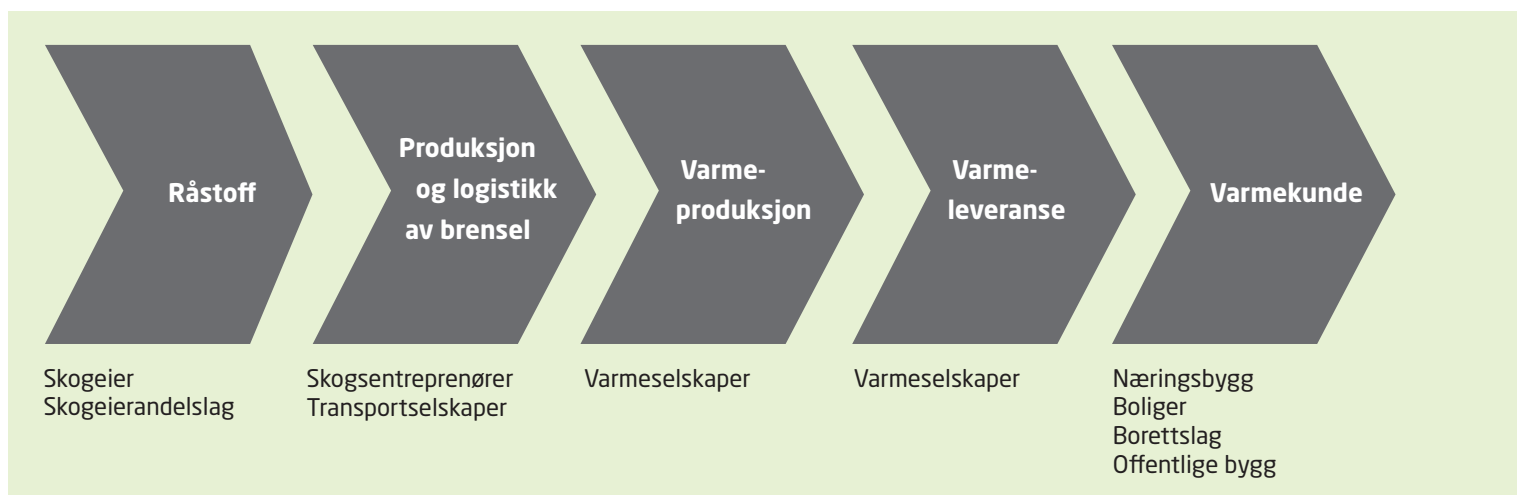 Råstoff
Produksjon
og logistikk
av brensel
Varme-
produksjon
Varme-
leveranse
Varmekunde
Skogeier
Skogeierandelslag
Skogsentreprenører
Transportselskaper
Varmeselskaper
Varmeselskaper
Næringsbygg
Boliger
Borettslag
Offentlige bygg